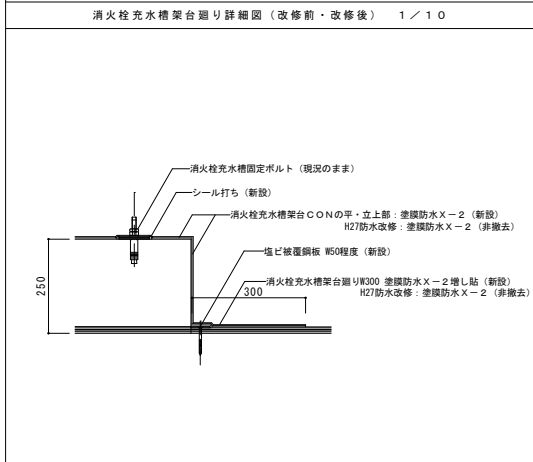 消火栓充水槽架台廻り詳細図（改修前・改修後）　１／１０
消火栓充水槽固定ボルト（現況のまま）
シール打ち（新設）
消火栓充水槽架台ＣＯＮの平・立上部：塗膜防水Ｘ－２（新設）
H27防水改修：塗膜防水Ｘ－２（非撤去）
塩ビ被覆鋼板 W50程度（新設）
消火栓充水槽架台廻りW300 塗膜防水Ｘ－２増し貼（新設）
H27防水改修：塗膜防水Ｘ－２（非撤去）
250
300